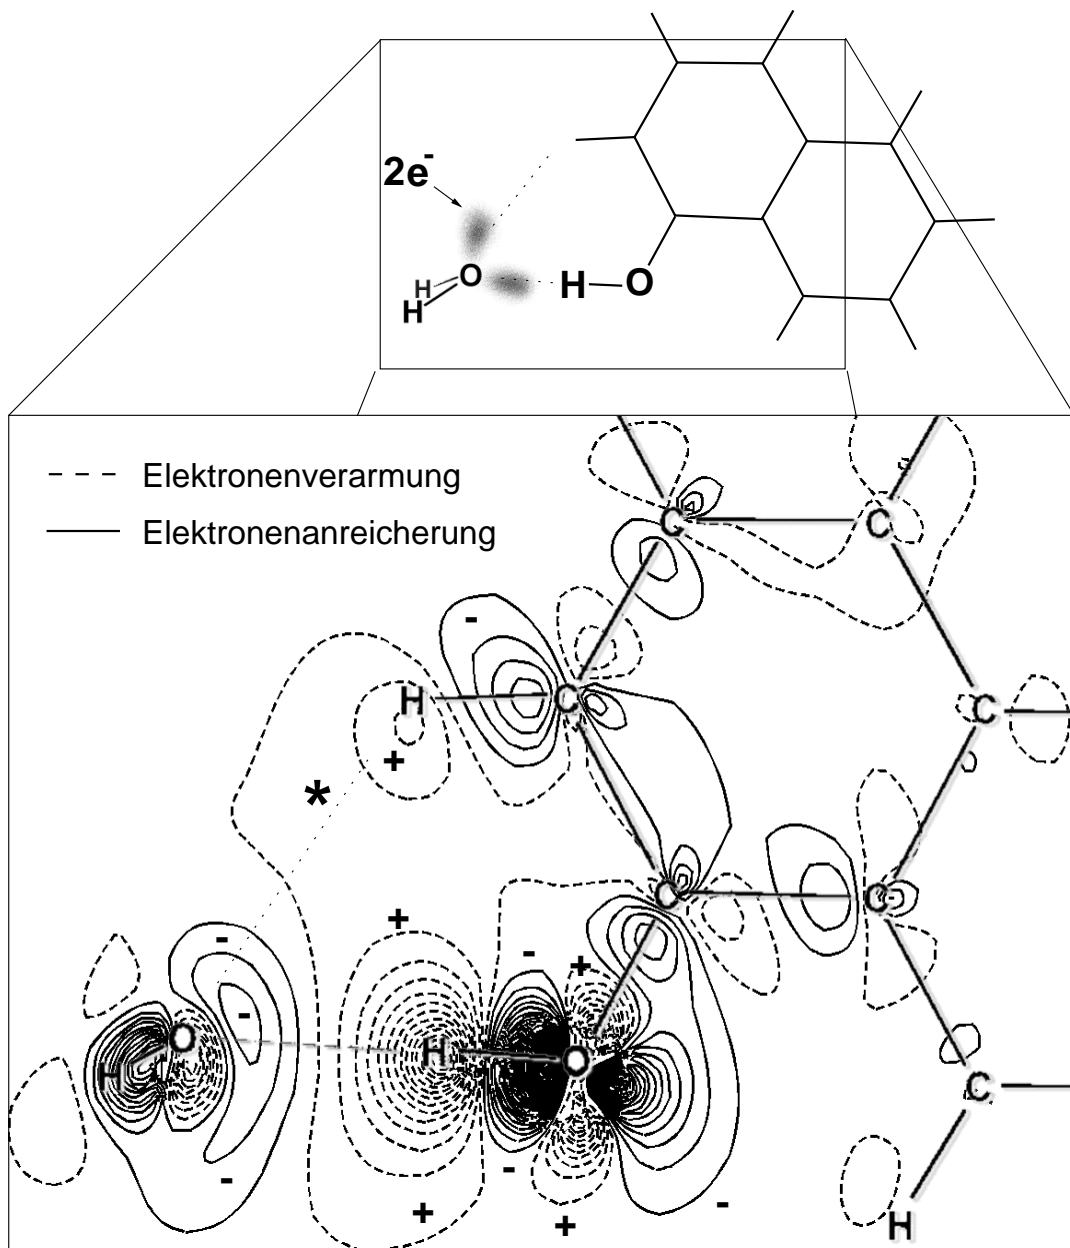 2e-
H
O
H
H
O
- - - Elektronenverarmung
Elektronenanreicherung
C
C
-
H
C
C
+
*
C
C
+
-
-
+
-
O
H
O
H
C
-
-
-
H
+
+